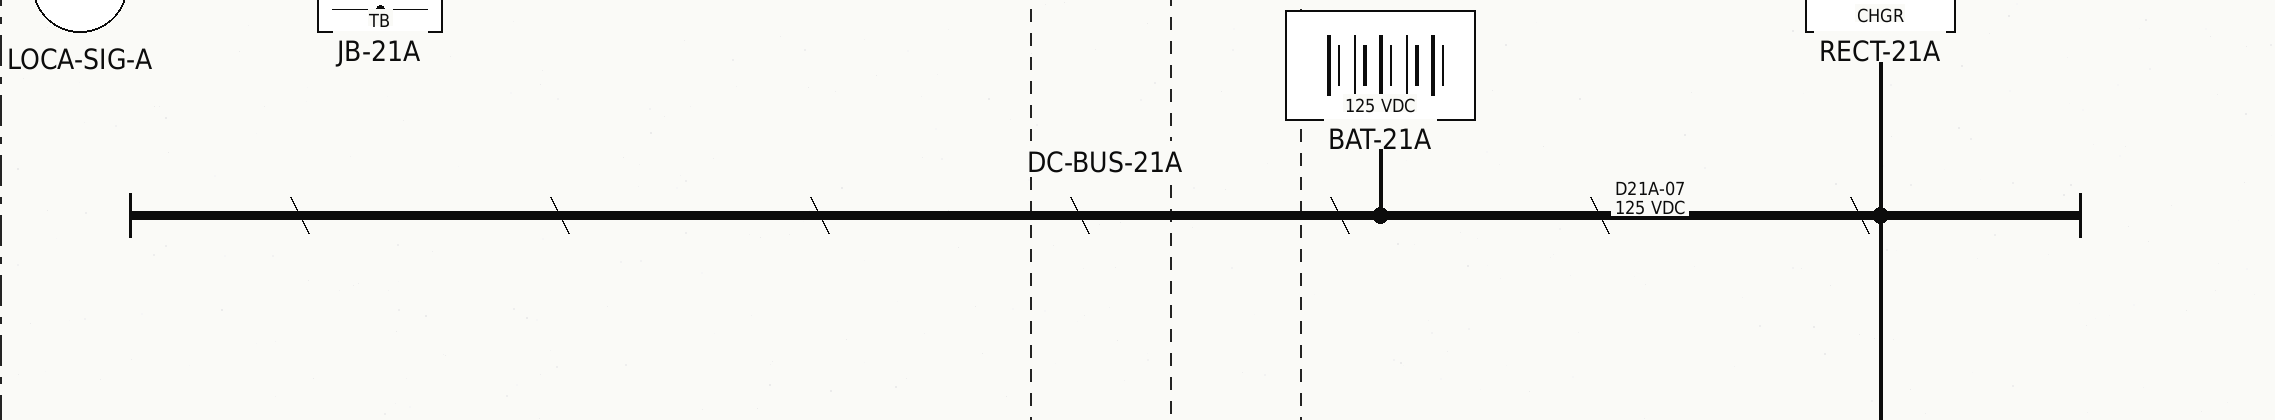 TB
CHGR
LOCA-SIG-A
JB-21A
RECT-21A
125 VDC
BAT-21A
DC-BUS-21A
D21A-07
125 VDC